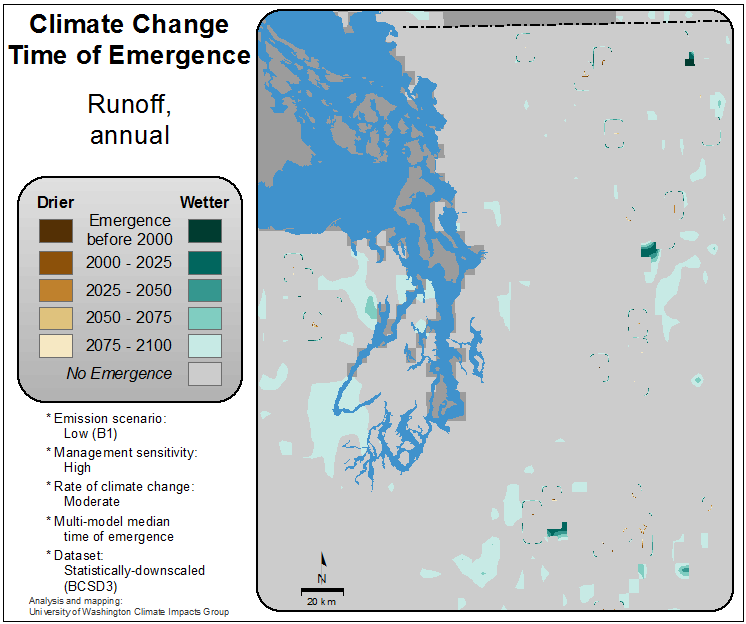 Climate Change
Time of Emergence
Runoff,
annual
Drier Wetter
Emergence
before 2000
2000 - 2025
2025 - 2050
2050 - 2075
2075 - 2100
No Emergence
* Emission scenario:
Low (B1)
* Management sensitivity:
High
* Rate of climate change:
Moderate
* Multi-model median
time of emergence
* Dataset:
Statistically-downscaled
(BCSD3)
Analysis and mapping:
University of Washington Climate Impacts Group
N
20 km